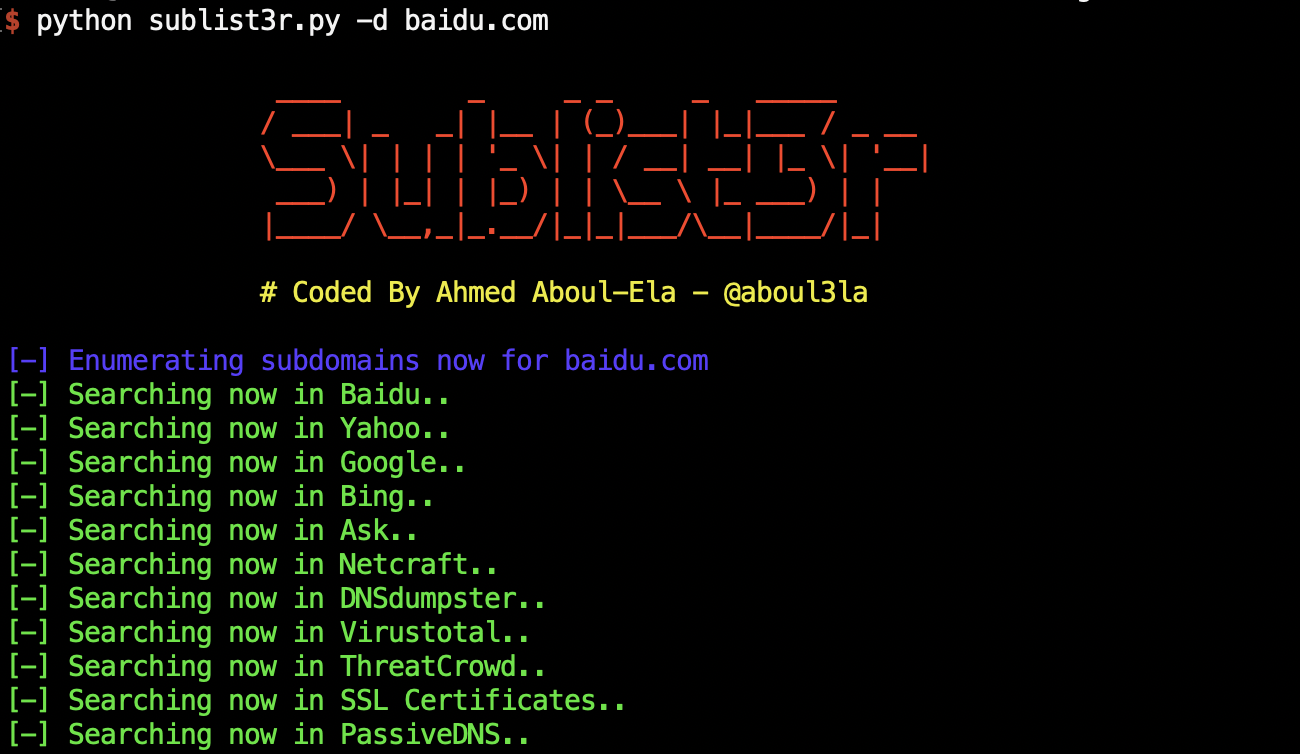 $ python sublist3r.py -d baidu.com
Sublist3r
# Coded By Ahmed Aboul-Ela - @aboul3la
[-] Enumerating subdomains now for baidu.com
[-] Searching now in Baidu..
[-] Searching now in Yahoo..
[-] Searching now in Google..
[-] Searching now in Bing..
[-] Searching now in Ask..
[-] Searching now in Netcraft..
[-] Searching now in DNSdumpster..
[-] Searching now in Virustotal..
[-] Searching now in ThreatCrowd..
[-] Searching now in SSL Certificates..
[-] Searching now in PassiveDNS..